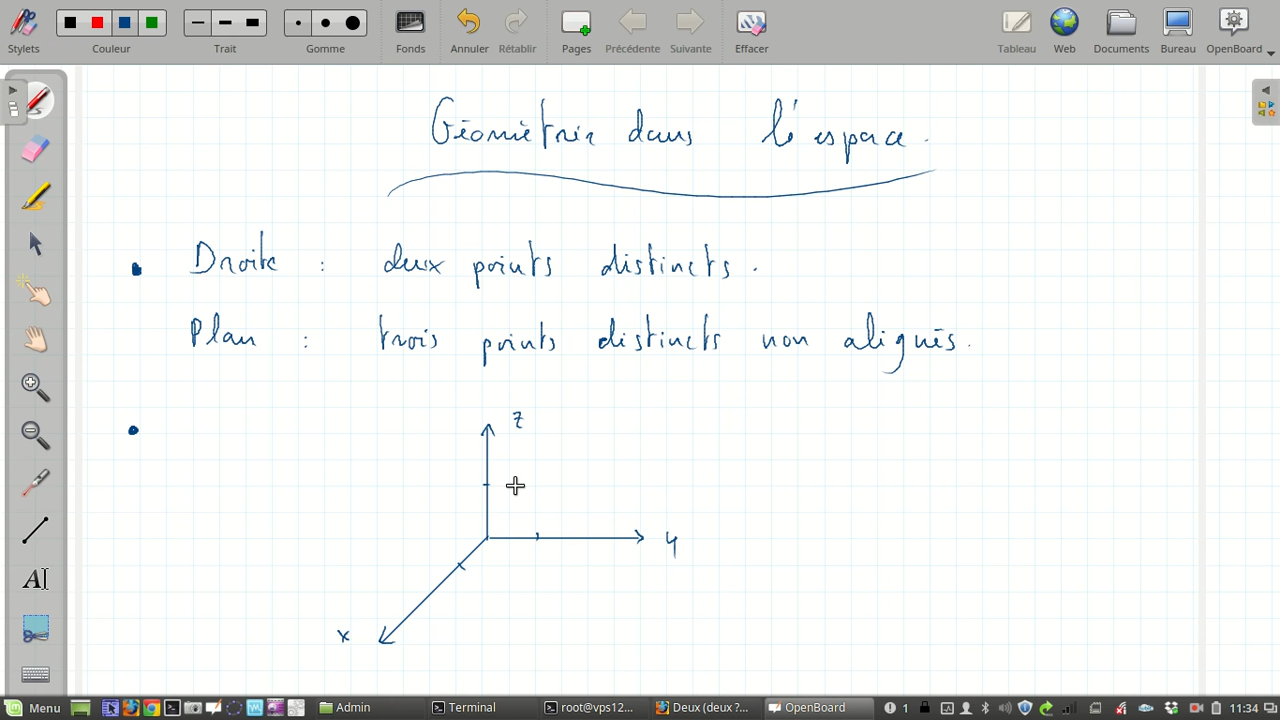 Stylets Couleur Trait Gomme Fonds Annuler Rétablir Pages Précédente Suivante Effacer Tableau Web Documents Bureau OpenBoard
Géométrie dans l'espace.
Droite : deux points distincts.
Plan : trois points distincts non alignés.
z
y
x
Menu Admin Terminal root@vps12... Deux (deux ?... OpenBoard 1 11:34